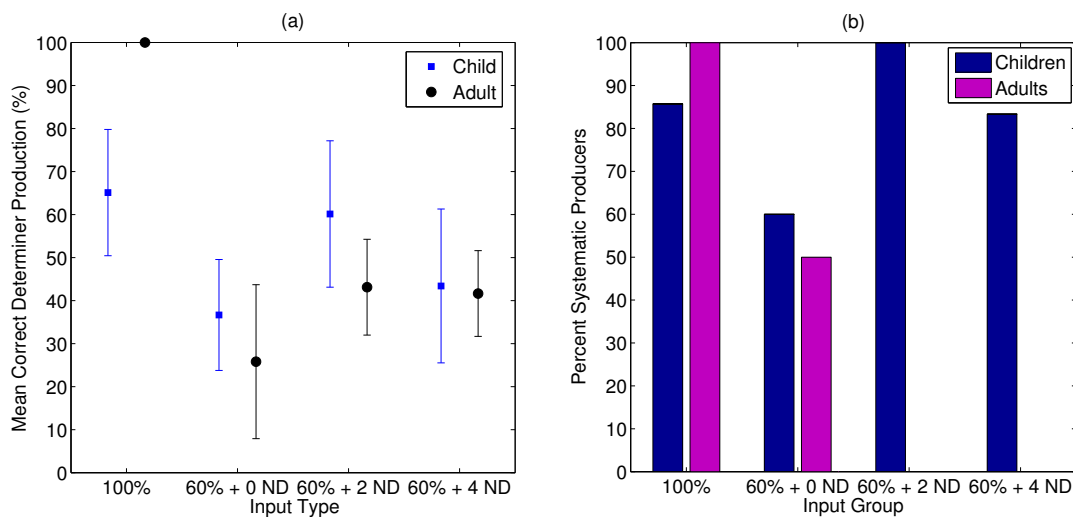 (a)
Mean Correct Determiner Production (%)
100
90
80
70
60
50
40
30
20
10
0
Child
Adult
100% 60% + 0 ND 60% + 2 ND 60% + 4 ND
Input Type
(b)
Percent Systematic Producers
100
90
80
70
60
50
40
30
20
10
0
Children
Adults
100% 60% + 0 ND 60% + 2 ND 60% + 4 ND
Input Group